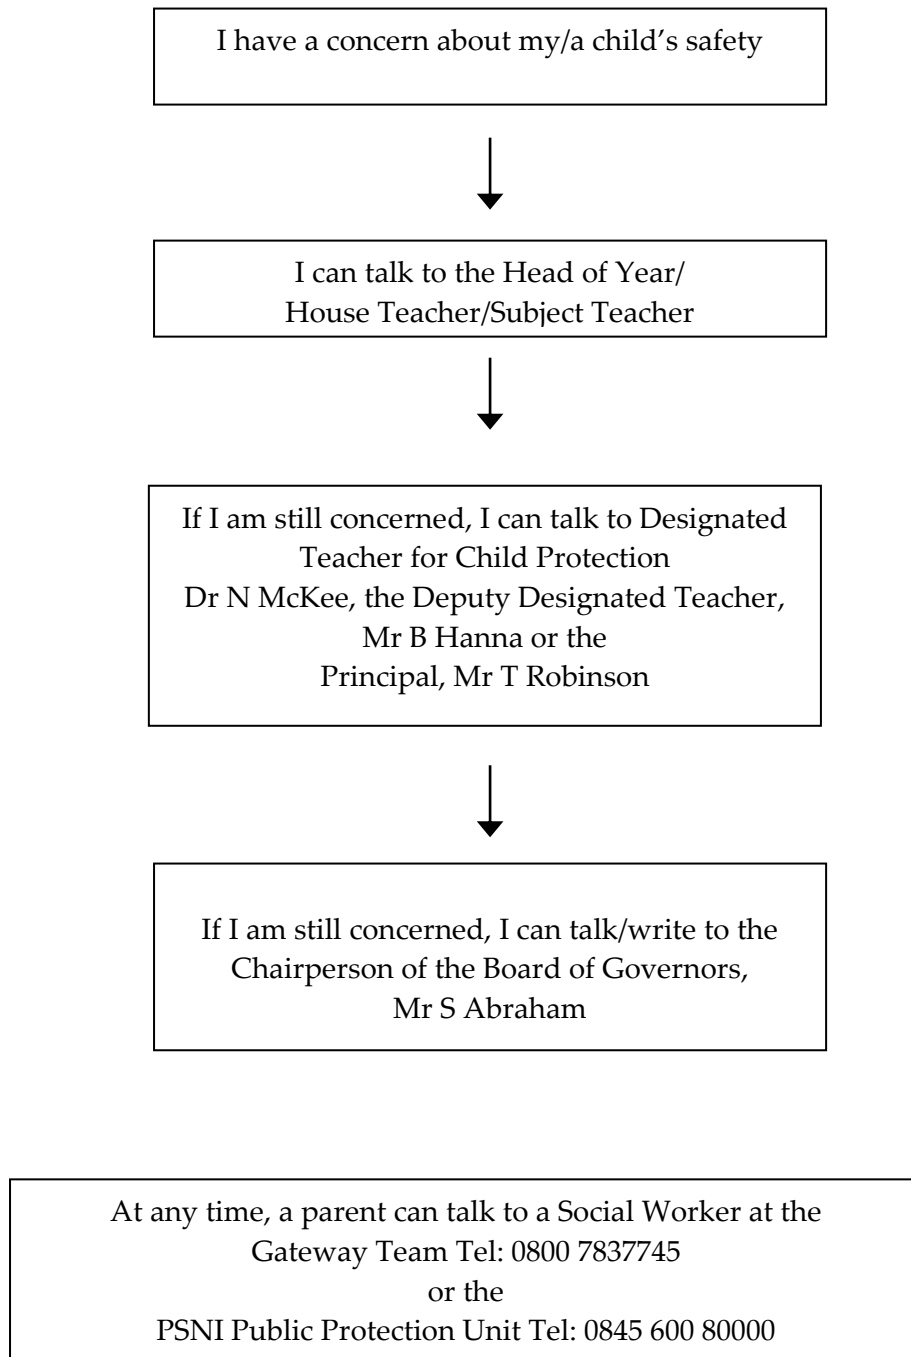 I have a concern about my/a child’s safety
I can talk to the Head of Year/
House Teacher/Subject Teacher
If I am still concerned, I can talk to Designated
Teacher for Child Protection
Dr N McKee, the Deputy Designated Teacher,
Mr B Hanna or the
Principal, Mr T Robinson
If I am still concerned, I can talk/write to the
Chairperson of the Board of Governors,
Mr S Abraham
At any time, a parent can talk to a Social Worker at the
Gateway Team Tel: 0800 7837745
or the
PSNI Public Protection Unit Tel: 0845 600 80000